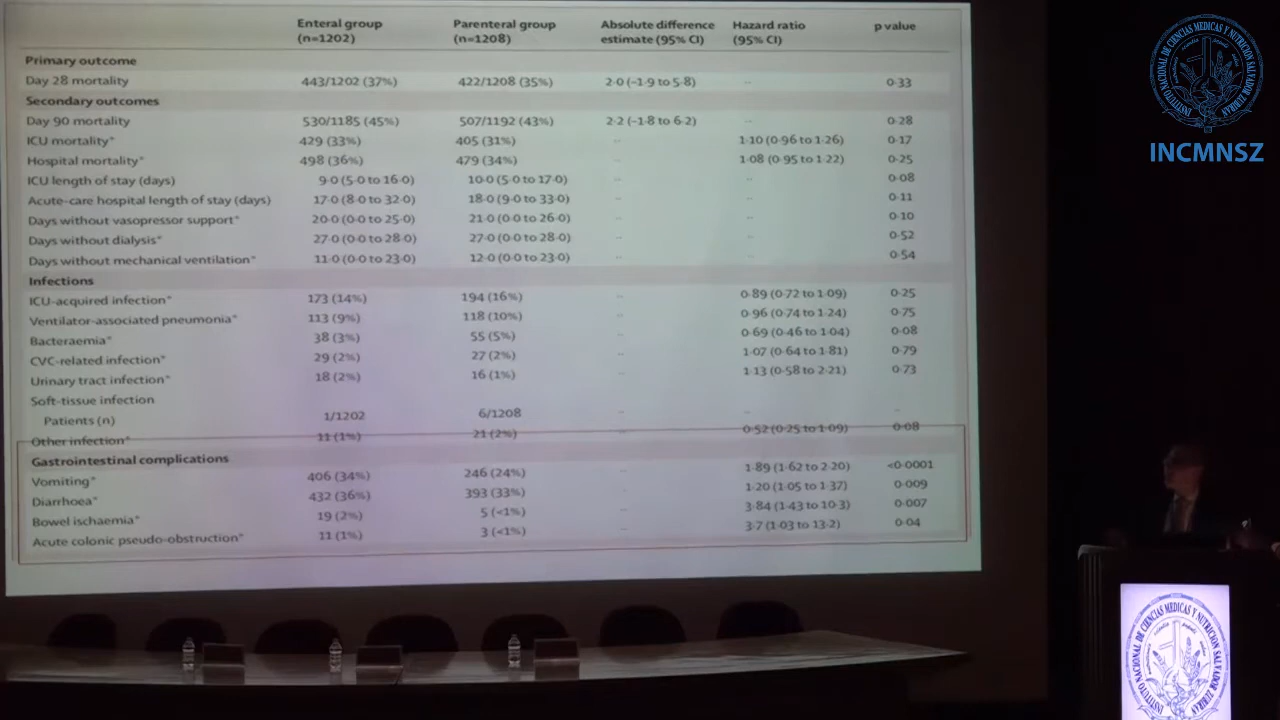 Enteral group (n=1202) Parenteral group (n=1208) Absolute difference estimate (95% CI) Hazard ratio (95% CI) p value
Primary outcome
Day 28 mortality 443/1202 (37%) 422/1208 (35%) 2·0 (–1·9 to 5·8) ·· 0·33
Secondary outcomes
Day 90 mortality 530/1185 (45%) 507/1192 (43%) 2·2 (–1·8 to 6·2) ·· 0·28
ICU mortality* 429 (33%) 405 (31%) ·· 1·10 (0·96 to 1·26) 0·17
Hospital mortality* 498 (36%) 479 (34%) ·· 1·08 (0·95 to 1·22) 0·25
ICU length of stay (days) 9·0 (5·0 to 16·0) 10·0 (5·0 to 17·0) ·· ·· 0·08
Acute-care hospital length of stay (days) 17·0 (8·0 to 32·0) 18·0 (9·0 to 33·0) ·· ·· 0·11
Days without vasopressor support* 20·0 (0·0 to 25·0) 21·0 (0·0 to 26·0) ·· ·· 0·10
Days without dialysis* 27·0 (0·0 to 28·0) 27·0 (0·0 to 28·0) ·· ·· 0·52
Days without mechanical ventilation* 11·0 (0·0 to 23·0) 12·0 (0·0 to 23·0) ·· ·· 0·54
Infections
ICU-acquired infection* 173 (14%) 194 (16%) ·· 0·89 (0·72 to 1·09) 0·25
Ventilator-associated pneumonia* 113 (9%) 118 (10%) ·· 0·96 (0·74 to 1·24) 0·75
Bacteraemia* 38 (3%) 55 (5%) ·· 0·69 (0·46 to 1·04) 0·08
CVC-related infection* 29 (2%) 27 (2%) ·· 1·07 (0·64 to 1·81) 0·79
Urinary tract infection* 18 (2%) 16 (1%) ·· 1·13 (0·58 to 2·21) 0·73
Soft-tissue infection
Patients (n) 1/1202 6/1208 ·· ·· ··
Other infection* 11 (1%) 21 (2%) ·· 0·52 (0·25 to 1·09) 0·08
Gastrointestinal complications
Vomiting* 406 (34%) 246 (24%) ·· 1·89 (1·62 to 2·20) <0·0001
Diarrhoea* 432 (36%) 393 (33%) ·· 1·20 (1·05 to 1·37) 0·009
Bowel ischaemia* 19 (2%) 5 (<1%) ·· 3·84 (1·43 to 10·3) 0·007
Acute colonic pseudo-obstruction* 11 (1%) 3 (<1%) ·· 3·7 (1·03 to 13·2) 0·04
INSTITUTO NACIONAL DE CIENCIAS MEDICAS Y NUTRICION SALVADOR ZUBIRAN
INCMNSZ
INSTITUTO NACIONAL DE CIENCIAS MEDICAS Y NUTRICION SALVADOR ZUBIRAN